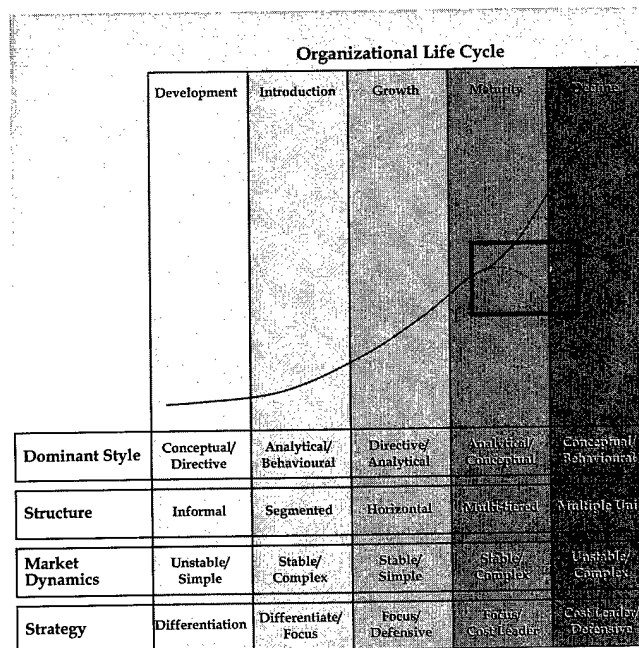 Organizational Life Cycle
Development Introduction Growth Maturity Decline
Dominant Style Conceptual/ Analytical/ Directive/ Analytical/ Conceptual/
Directive Behavioural Analytical Conceptual Behavioural
Structure Informal Segmented Horizontal Multi-tiered Multiple Unit
Market Unstable/ Stable/ Stable/ Stable/ Unstable/
Dynamics Simple Complex Simple Complex Complex
Strategy Differentiation Differentiate/ Focus/ Focus/ Cost Leader/
Focus Defensive Cost Leader Defensive